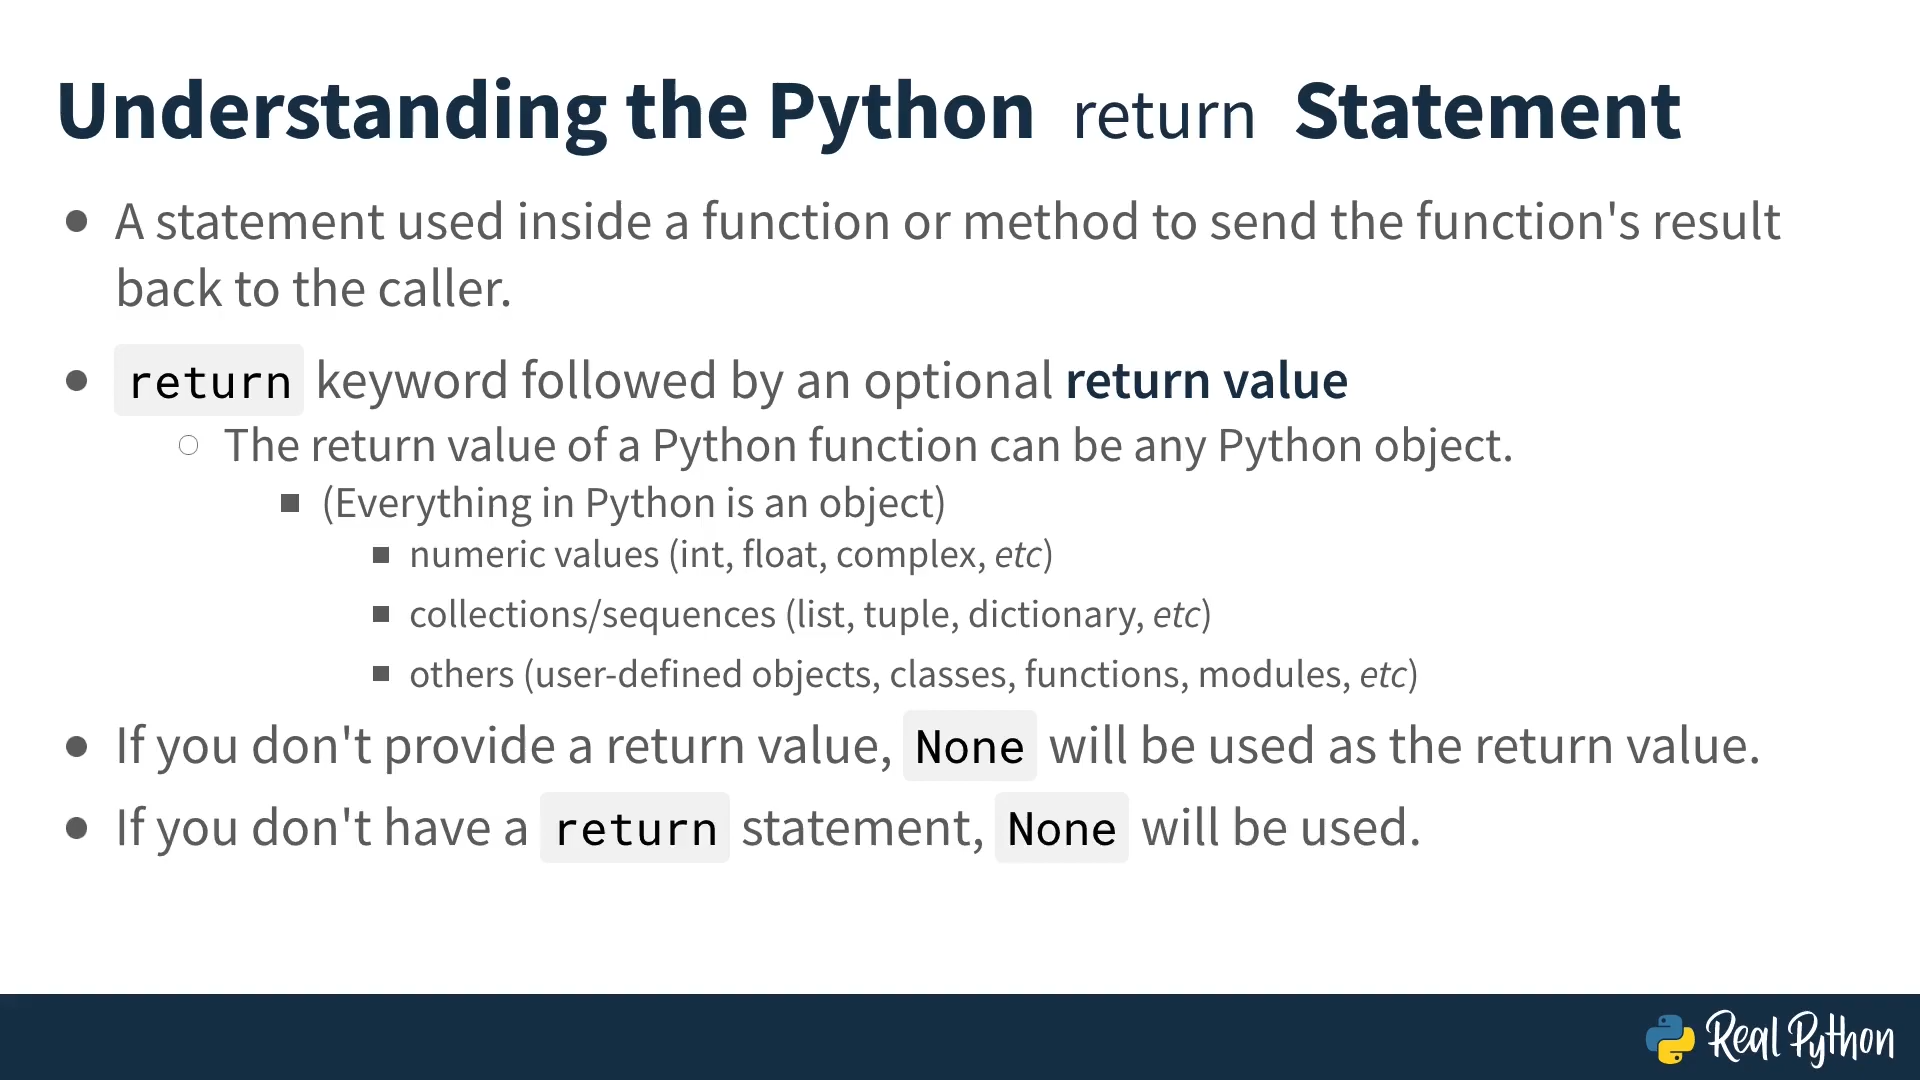 Understanding the Python return Statement
A statement used inside a function or method to send the function's result
back to the caller.
return keyword followed by an optional return value
The return value of a Python function can be any Python object.
(Everything in Python is an object)
numeric values (int, float, complex, etc)
collections/sequences (list, tuple, dictionary, etc)
others (user-defined objects, classes, functions, modules, etc)
If you don't provide a return value, None will be used as the return value.
If you don't have a return statement, None will be used.
Real Python